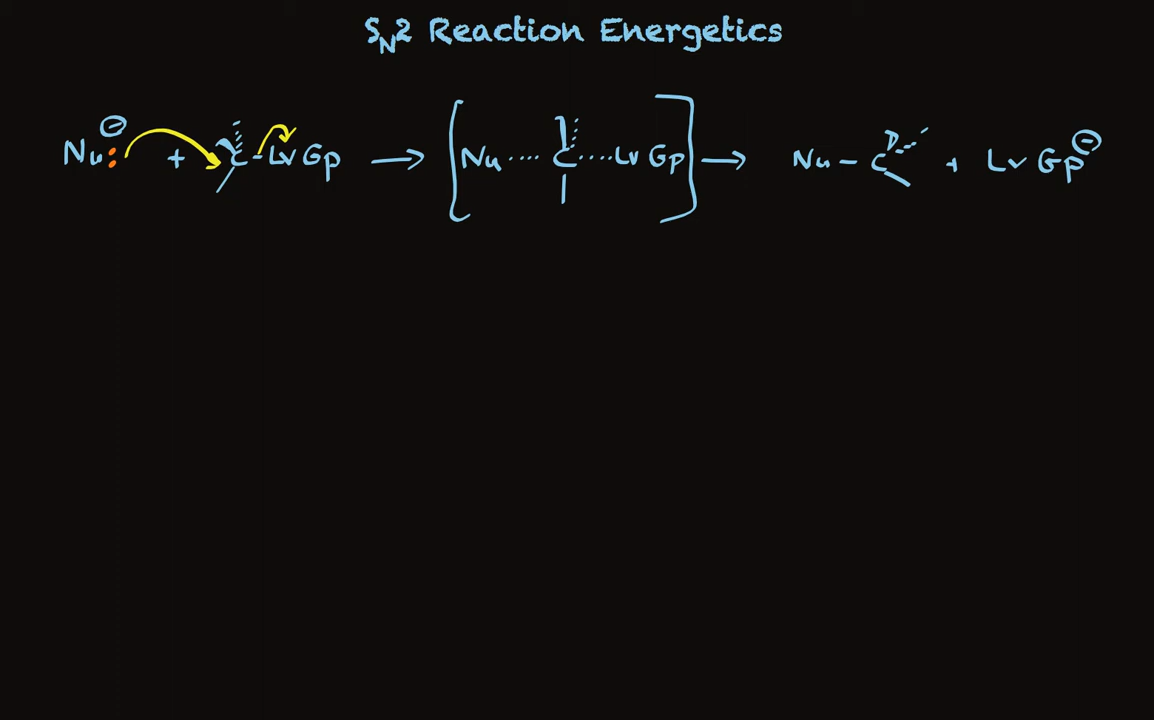 SN2 Reaction Energetics
Nu:⊖ + C-LvGp → [Nu····C····LvGp] → Nu-C + LvGp⊖